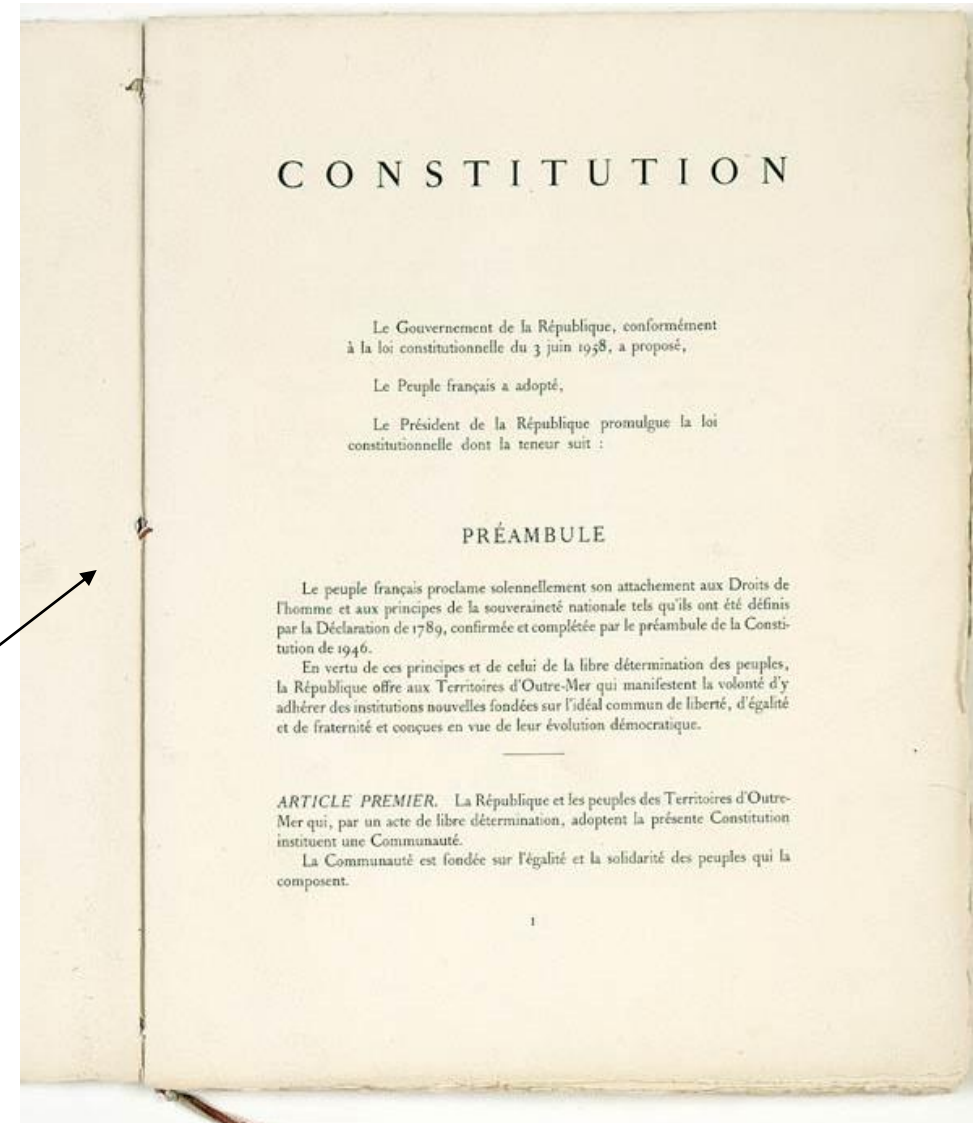 CONSTITUTION
Le Gouvernement de la République, conformément
à la loi constitutionnelle du 3 juin 1958, a proposé,
Le Peuple français a adopté,
Le Président de la République promulgue la loi
constitutionnelle dont la teneur suit :
PRÉAMBULE
Le peuple français proclame solennellement son attachement aux Droits de
l'homme et aux principes de la souveraineté nationale tels qu'ils ont été définis
par la Déclaration de 1789, confirmée et complétée par le préambule de la Consti-
tution de 1946.
En vertu de ces principes et de celui de la libre détermination des peuples,
la République offre aux Territoires d'Outre-Mer qui manifestent la volonté d'y
adhérer des institutions nouvelles fondées sur l'idéal commun de liberté, d'égalité
et de fraternité et conçues en vue de leur évolution démocratique.
ARTICLE PREMIER. La République et les peuples des Territoires d'Outre-
Mer qui, par un acte de libre détermination, adoptent la présente Constitution
instituent une Communauté.
La Communauté est fondée sur l'égalité et la solidarité des peuples qui la
composent.
1